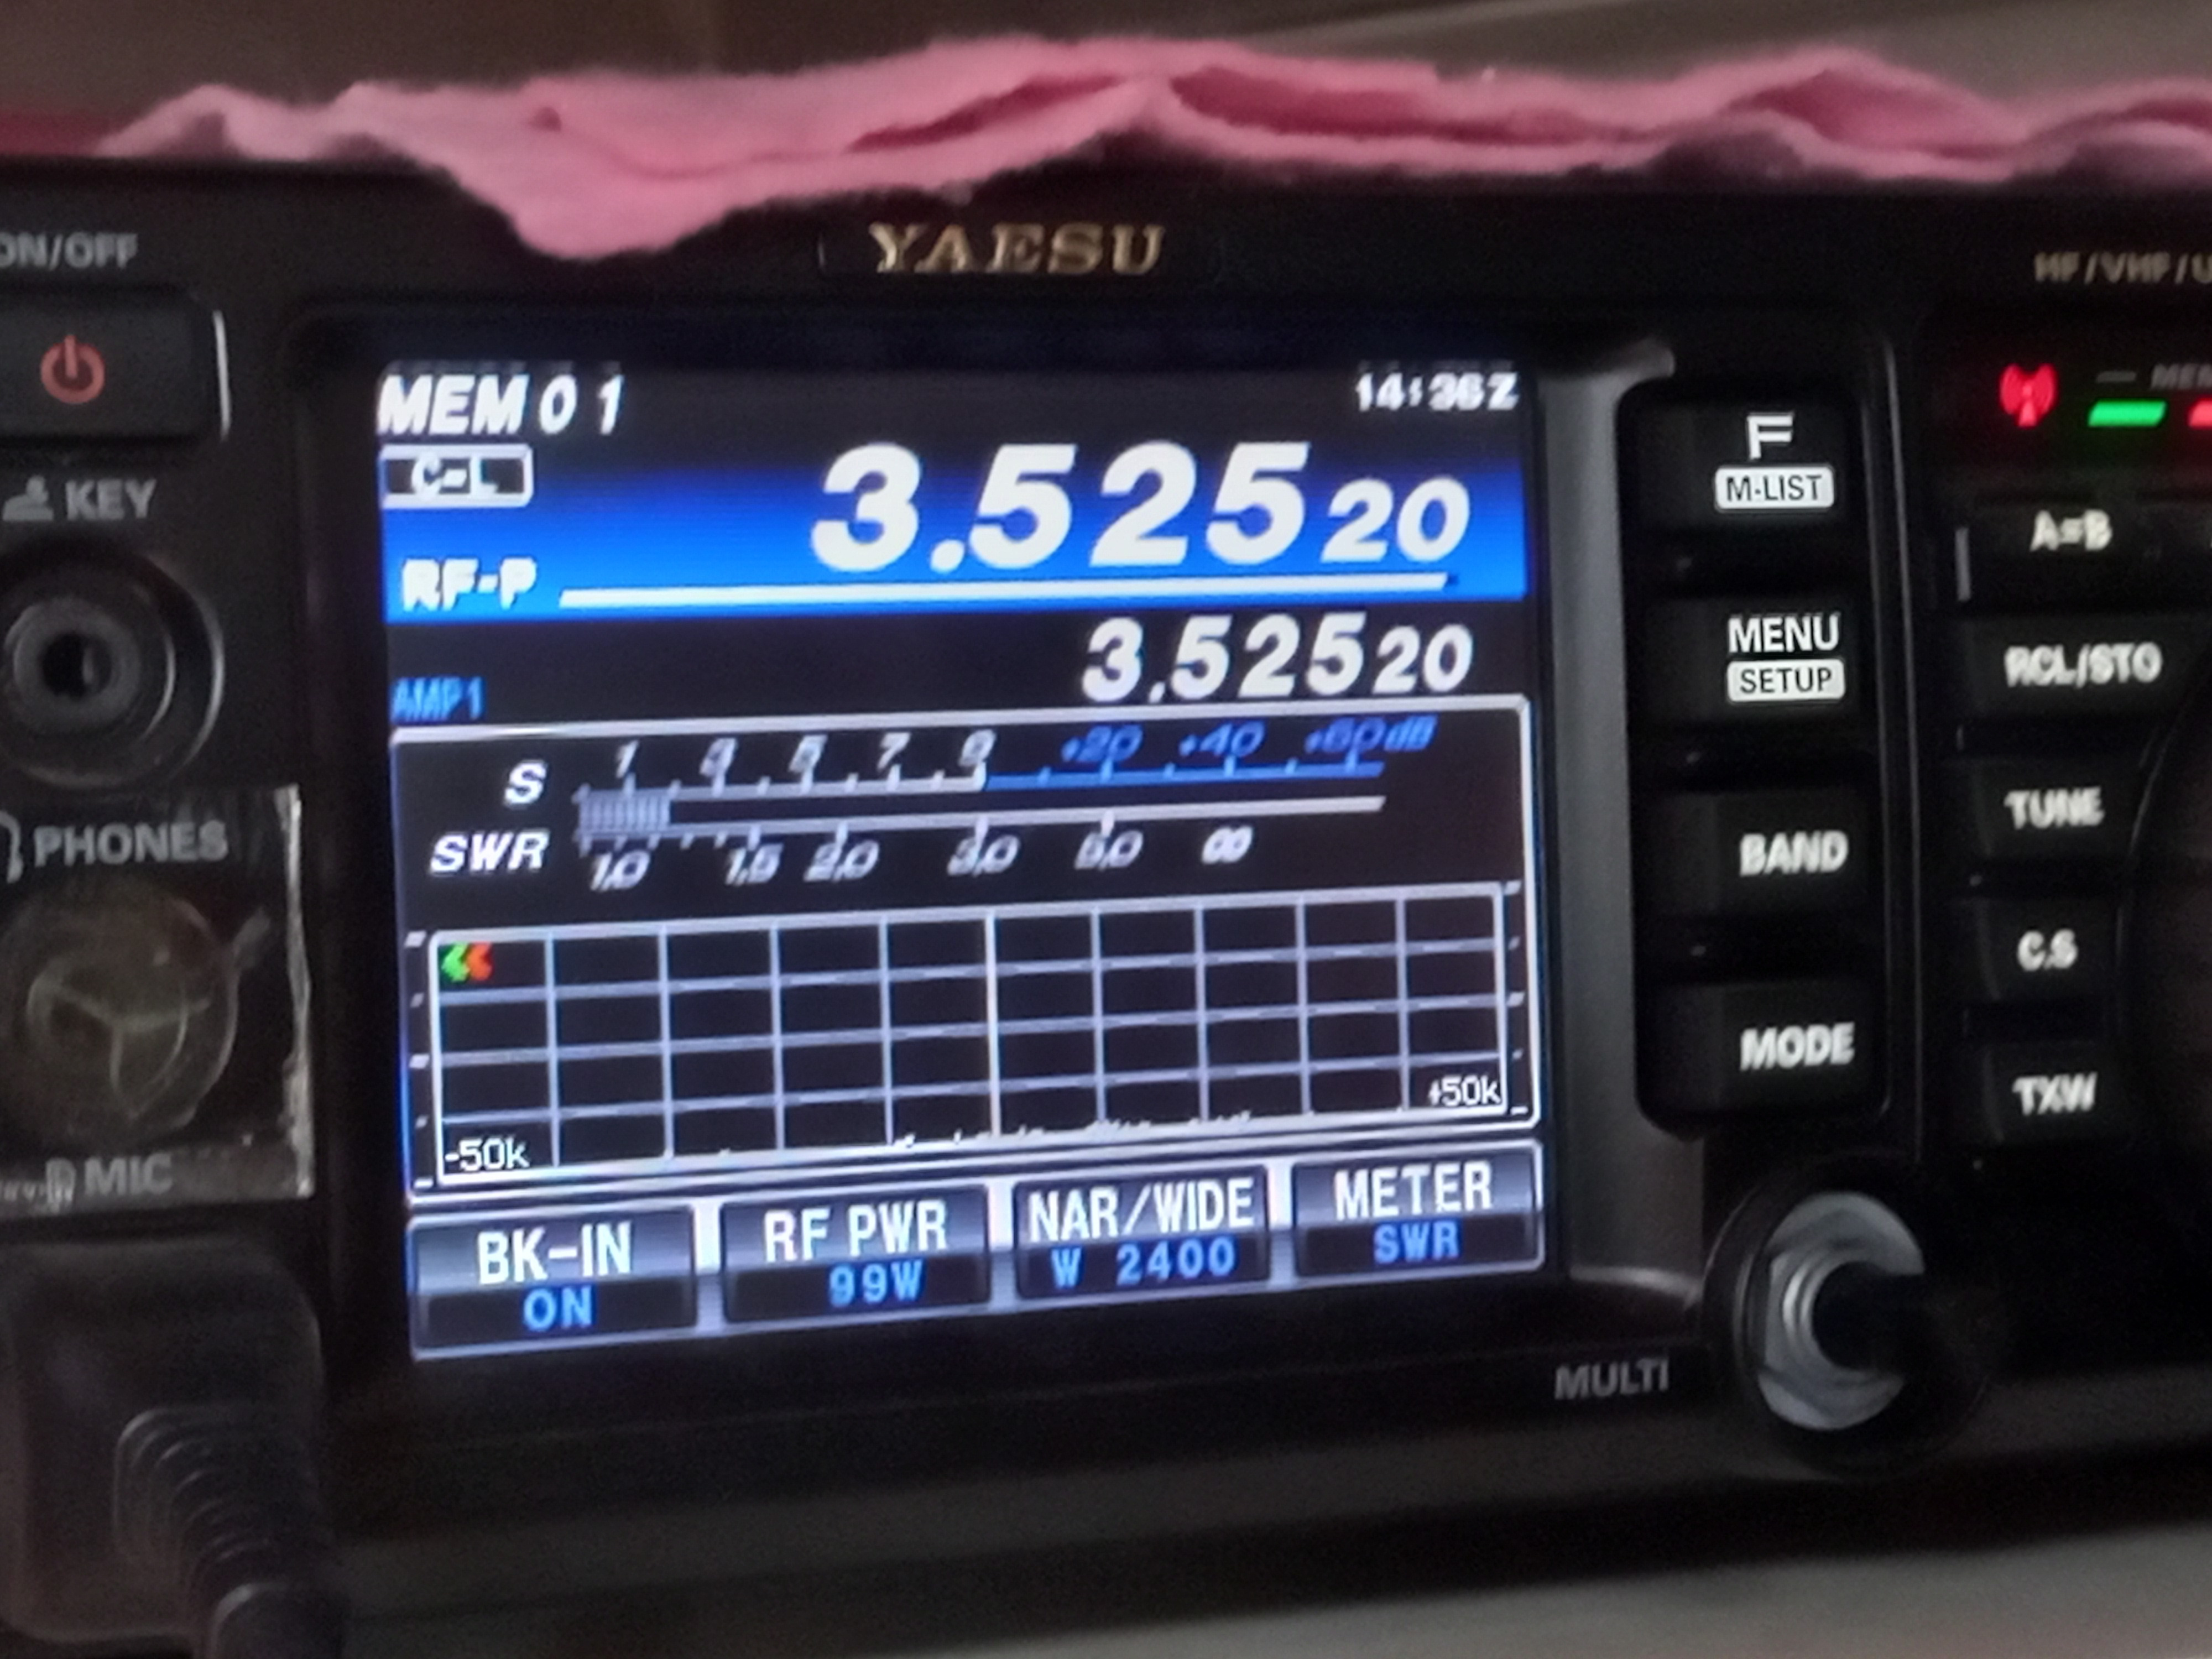 YAESU
ON/OFF
HF/VHF/U
MEM 01
14:36Z
C-L
3.525 20
RF-P
3.525 20
AMP1
S 1 3 5 7 9 +20 +40 +60dB
SWR 1.0 1.5 2.0 3.0 5.0 ∞
-50k
+50k
BK-IN
ON
RF PWR
99W
NAR/WIDE
W 2400
METER
SWR
KEY
PHONES
MIC
F
M-LIST
MENU
SETUP
BAND
MODE
MULTI
A=B
RCL/STO
TUNE
C.S
TXW